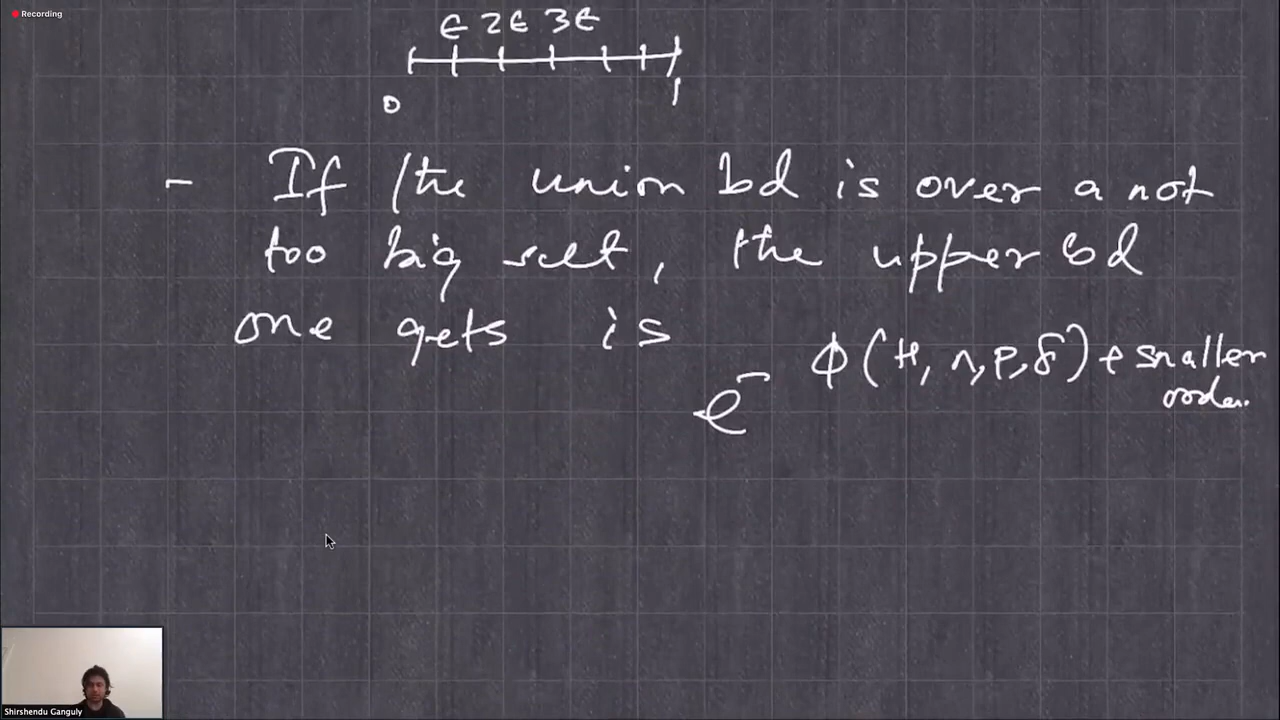 Recording
ϵ 2ϵ 3ϵ
0 1
- If the union bd is over a not
too big set, the upper bd
one gets is
e^- Φ(H, n, p, δ) + smaller
order.
Shirshendu Ganguly